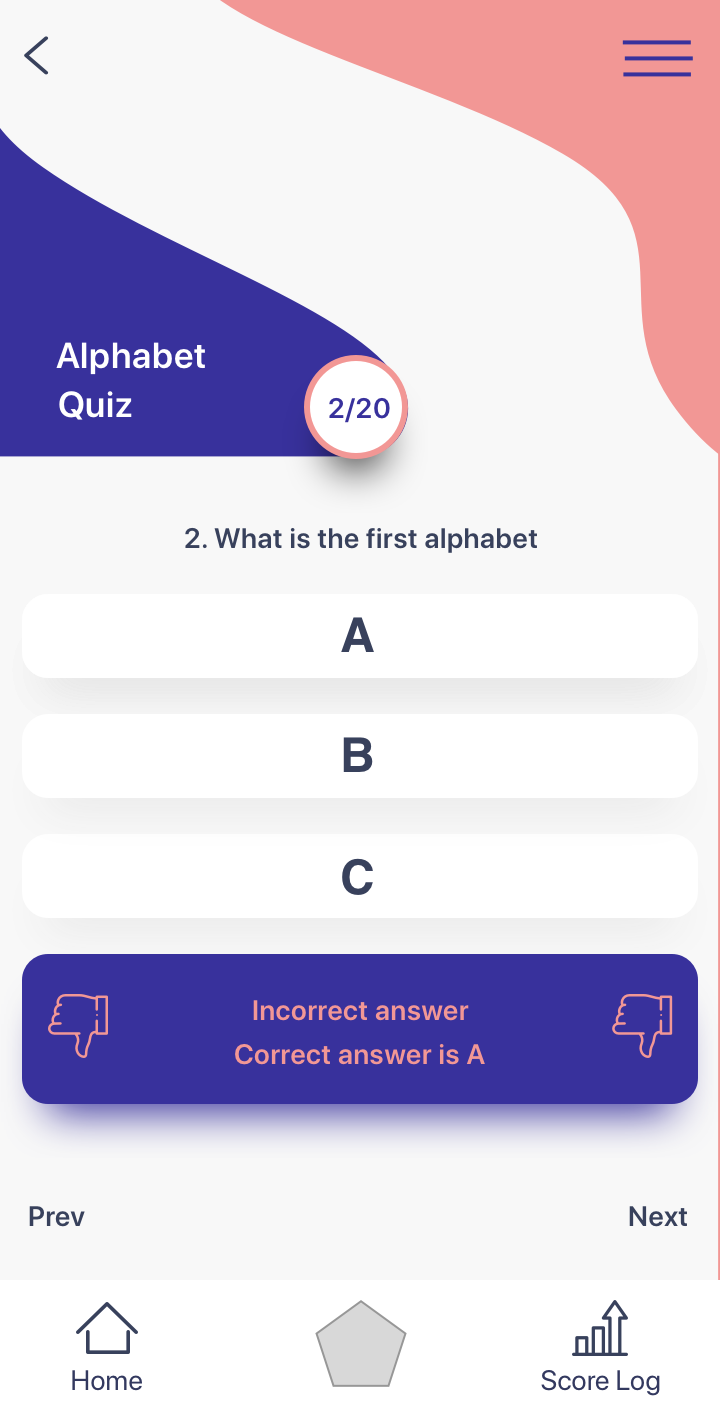 Alphabet
Quiz
2/20
2. What is the first alphabet
A
B
C
Incorrect answer
Correct answer is A
Prev
Next
Home
Score Log